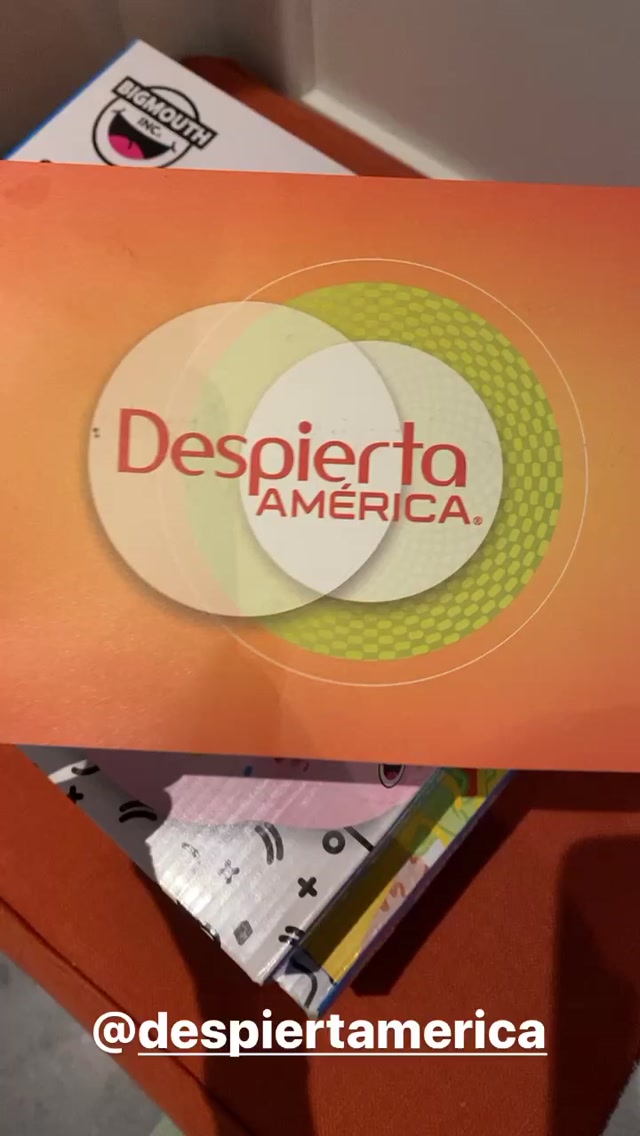 BIGMOUTH
INC.
Despierta
AMÉRICA®
@despiertamerica